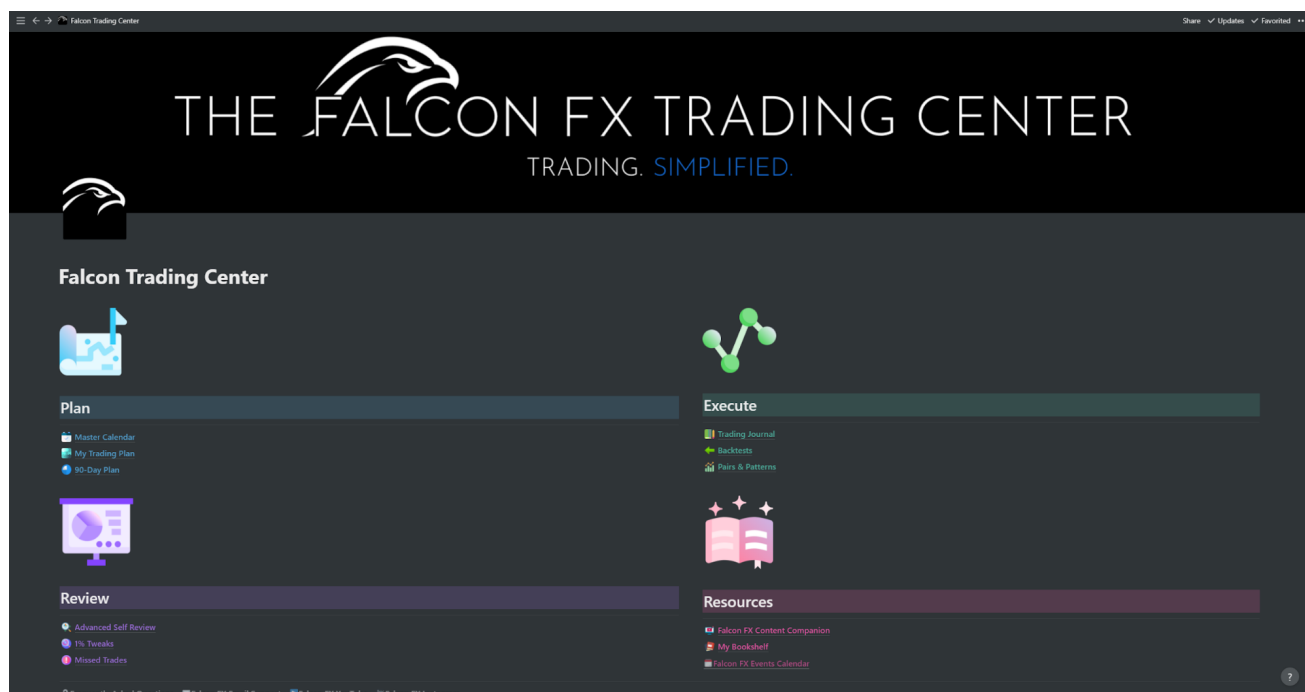 Falcon Trading Center
Share ✓ Updates ✓ Favorited
THE FALCON FX TRADING CENTER
TRADING. SIMPLIFIED.
Falcon Trading Center
Plan
Master Calendar
My Trading Plan
90-Day Plan
Execute
Trading Journal
Backtests
Pairs & Patterns
Review
Advanced Self Review
1% Tweaks
Missed Trades
Resources
Falcon FX Content Companion
My Bookshelf
Falcon FX Events Calendar
?